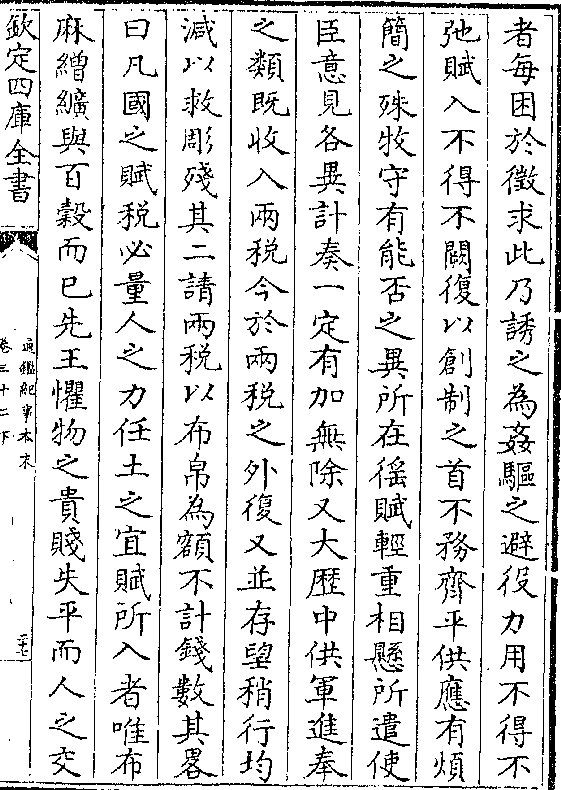 者每困於徵求此乃誘之為姦驅之避役力用不得不
弛賦入不得不闕復以創制之首不務齊平供應有煩
簡之殊牧守有能否之異所在徭賦輕重相懸所遣使
臣意見各異計奏一定有加無除又大歴中供軍進奉
之類既收入兩税今於兩税之外復又並存望稍行均
減以救彫殘其二請兩税以布帛為額不計錢數其畧
曰凡國之賦税必量人之力任土之宜賦所入者唯布
麻繒纊與百榖而已先王懼物之貴賤失平而人之交
欽定四庫全書
通鑑紀事本末
卷三十二下
二七